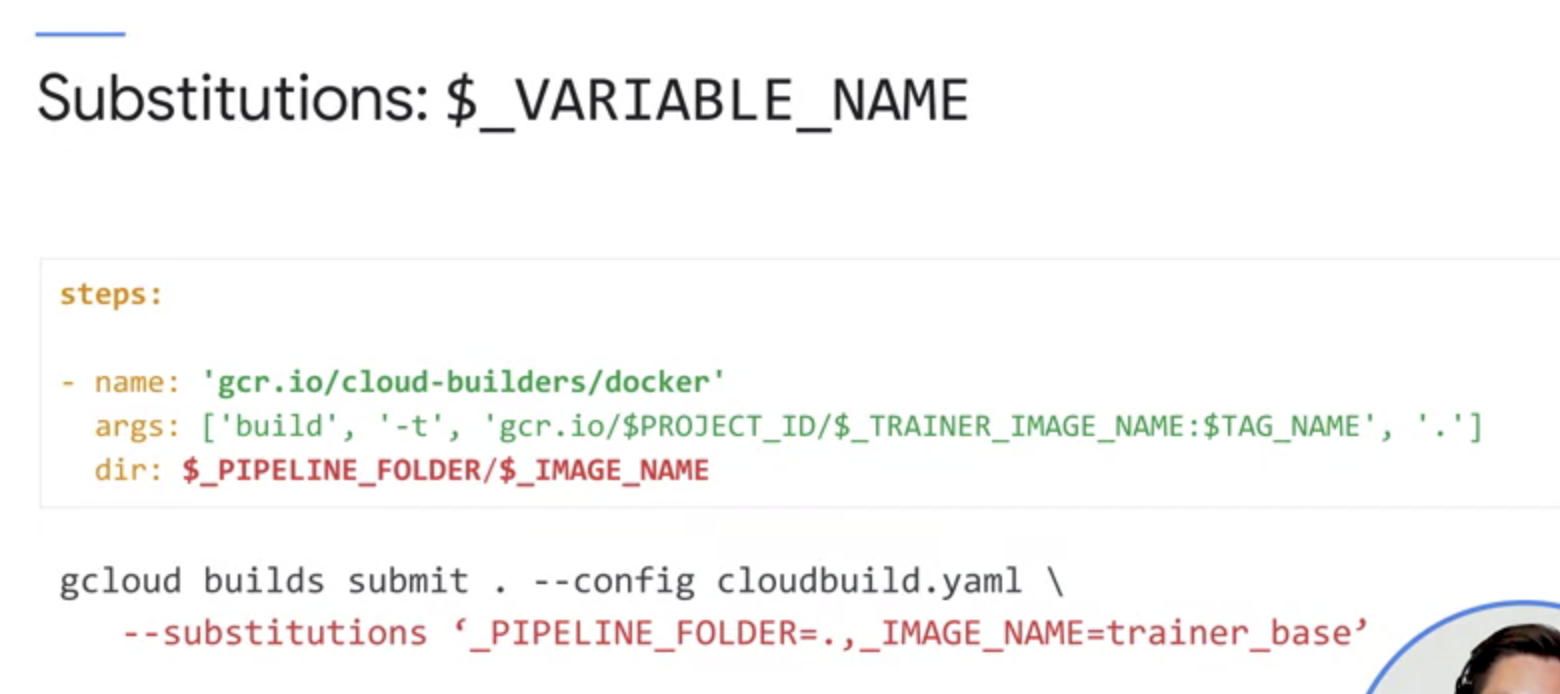 Substitutions: $_VARIABLE_NAME
steps:
- name: 'gcr.io/cloud-builders/docker'
args: ['build', '-t', 'gcr.io/$PROJECT_ID/$_TRAINER_IMAGE_NAME:$TAG_NAME', '.']
dir: $_PIPELINE_FOLDER/$_IMAGE_NAME
gcloud builds submit . --config cloudbuild.yaml \
--substitutions ‘_PIPELINE_FOLDER=.,_IMAGE_NAME=trainer_base’